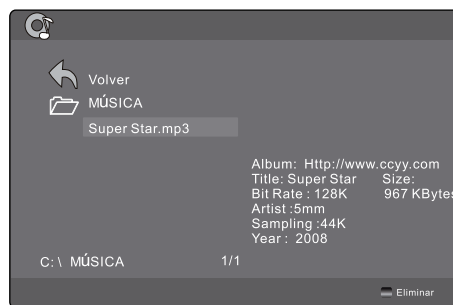 Volver
MÚSICA
Super Star.mp3
Album: Http://www.ccyy.com
Title: Super Star Size:
Bit Rate : 128K 967 KBytes
Artist :5mm
Sampling :44K
Year : 2008
C:\ MÚSICA 1/1
Eliminar